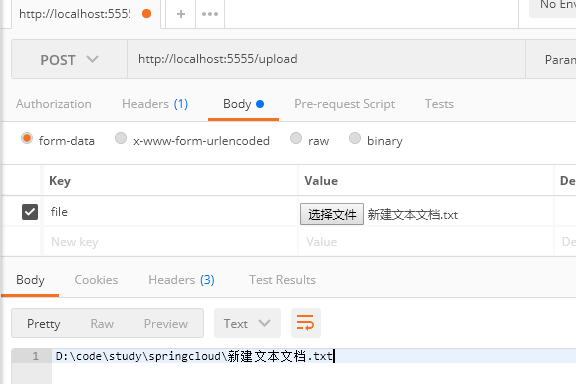 http://localhost:5555
No Env
POST http://localhost:5555/upload Param
Authorization Headers (1) Body Pre-request Script Tests
form-data x-www-form-urlencoded raw binary
Key Value De
file 选择文件 新建文本文档.txt
New key Value De
Body Cookies Headers (3) Test Results
Pretty Raw Preview Text
1 D:\code\study\springcloud\新建文本文档.txt